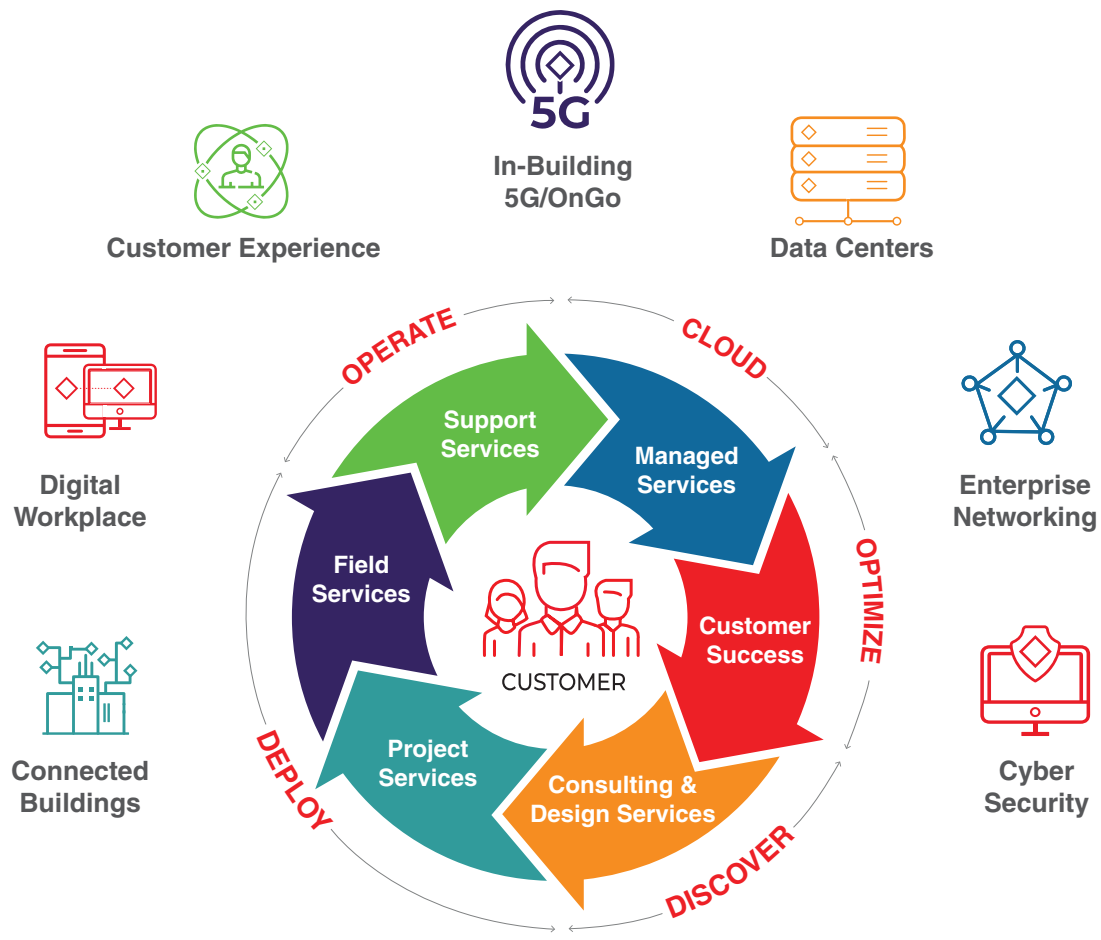 5G
In-Building
5G/OnGo
Customer Experience
Data Centers
OPERATE
CLOUD
Digital
Workplace
Support
Services
Managed
Services
Enterprise
Networking
Field
Services
OPTIMIZE
Customer
Success
CUSTOMER
Connected
Buildings
DEPLOY
Project
Services
Consulting &
Design Services
DISCOVER
Cyber
Security